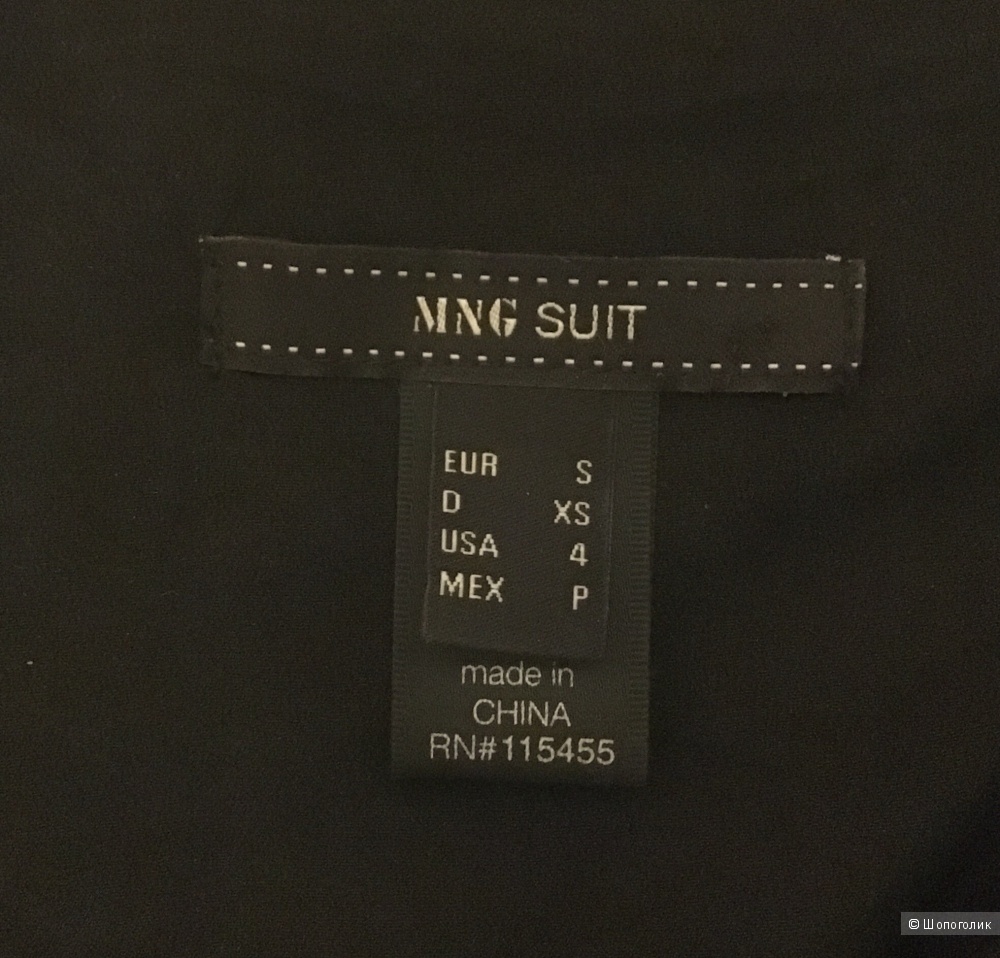 MNG SUIT
EUR S
D XS
USA 4
MEX P
made in
CHINA
RN#115455
© Шопоголик